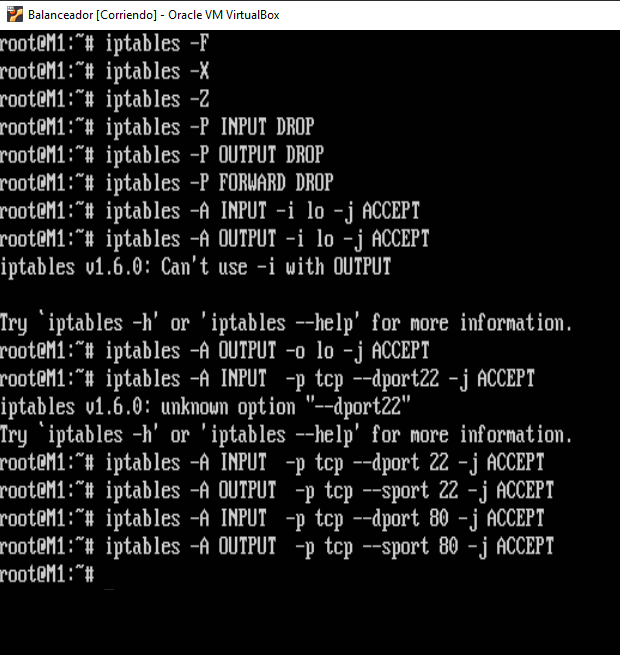 Balanceador [Corriendo] - Oracle VM VirtualBox
root@M1:~# iptables -F
root@M1:~# iptables -X
root@M1:~# iptables -Z
root@M1:~# iptables -P INPUT DROP
root@M1:~# iptables -P OUTPUT DROP
root@M1:~# iptables -P FORWARD DROP
root@M1:~# iptables -A INPUT -i lo -j ACCEPT
root@M1:~# iptables -A OUTPUT -i lo -j ACCEPT
iptables v1.6.0: Can't use -i with OUTPUT

Try `iptables -h' or 'iptables --help' for more information.
root@M1:~# iptables -A OUTPUT -o lo -j ACCEPT
root@M1:~# iptables -A INPUT  -p tcp --dport22 -j ACCEPT
iptables v1.6.0: unknown option "--dport22"
Try `iptables -h' or 'iptables --help' for more information.
root@M1:~# iptables -A INPUT  -p tcp --dport 22 -j ACCEPT
root@M1:~# iptables -A OUTPUT  -p tcp --sport 22 -j ACCEPT
root@M1:~# iptables -A INPUT  -p tcp --dport 80 -j ACCEPT
root@M1:~# iptables -A OUTPUT  -p tcp --sport 80 -j ACCEPT
root@M1:~# _